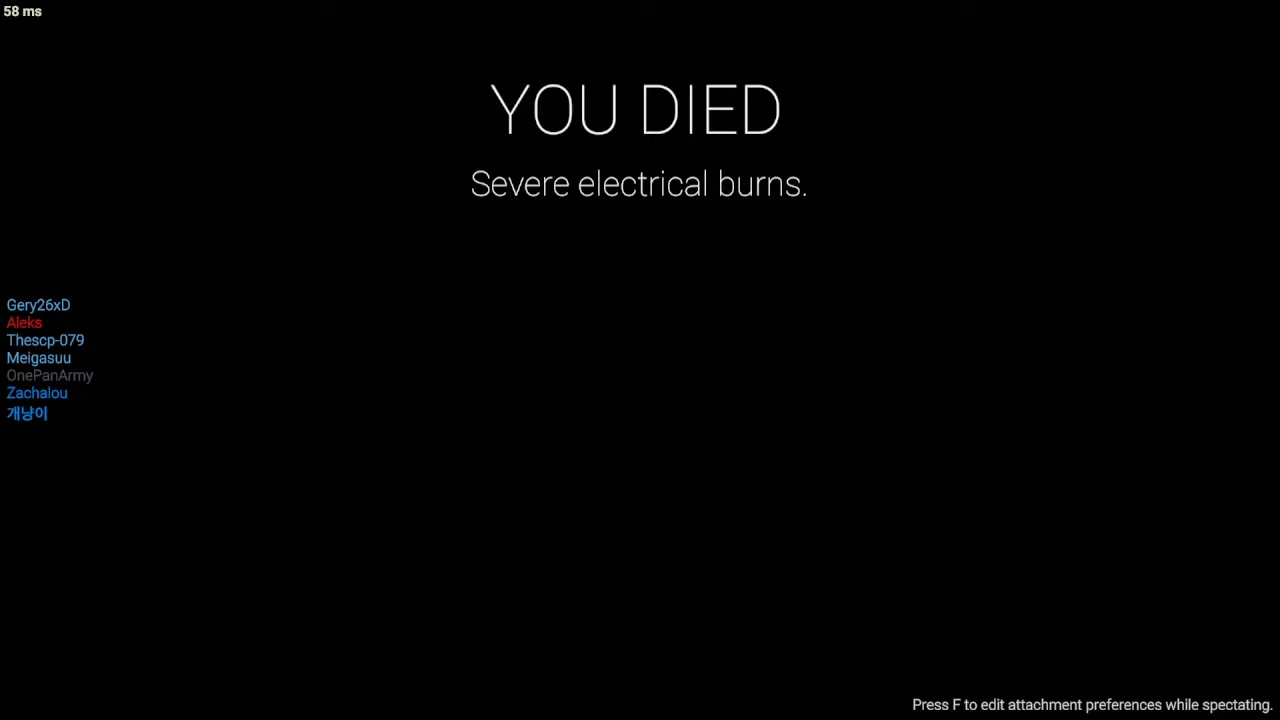 58 ms
YOU DIED
Severe electrical burns.
Gery26xD
Aleks
Thescp-079
Meigasuu
OnePanArmy
Zachalou
개냥이
Press F to edit attachment preferences while spectating.